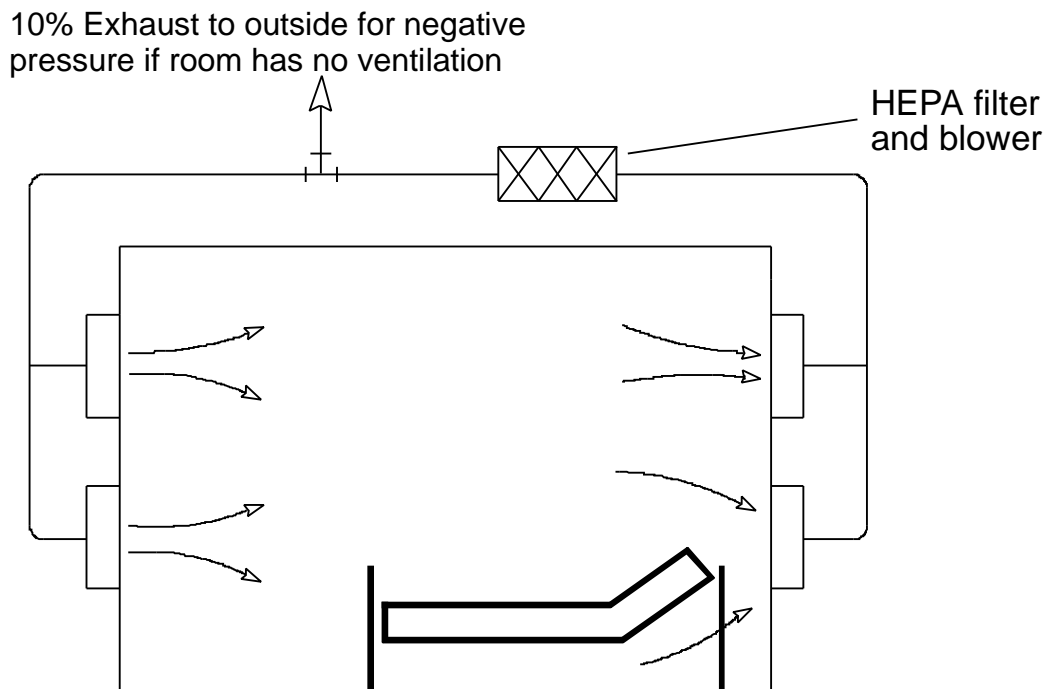 10% Exhaust to outside for negative
pressure if room has no ventilation
HEPA filter
and blower